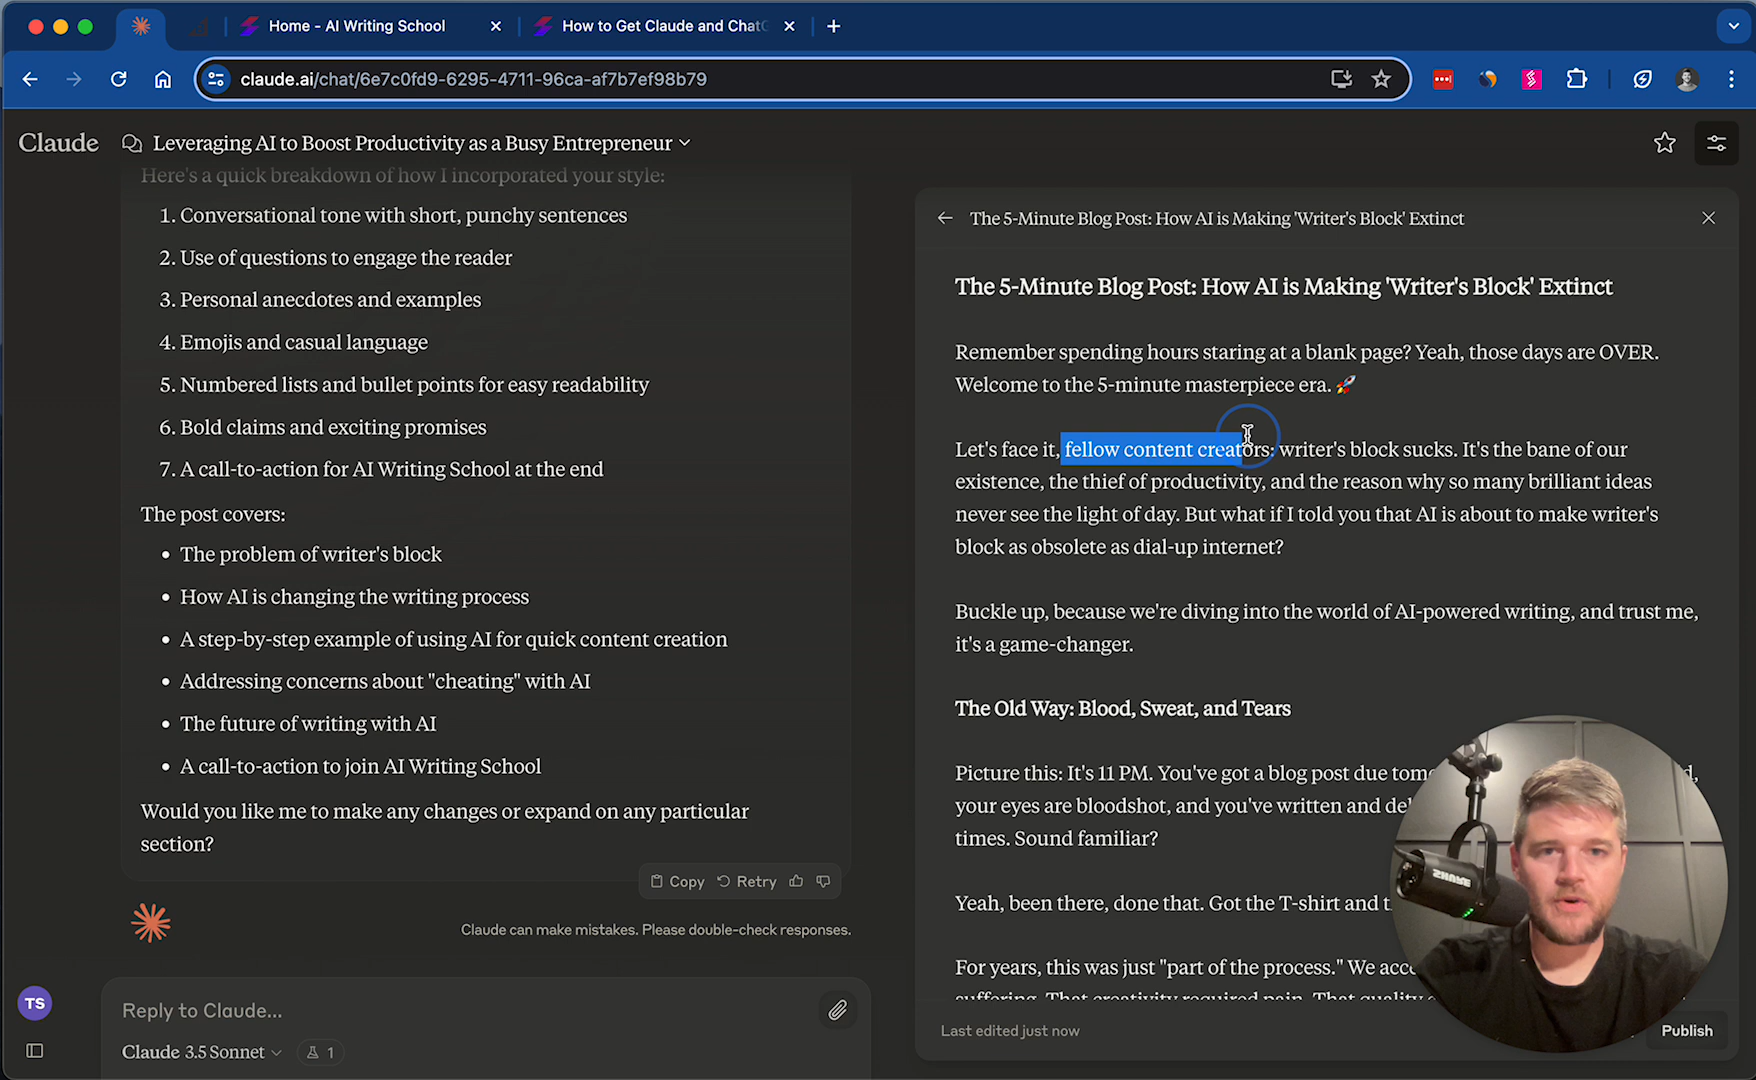 Home - AI Writing School
How to Get Claude and Chat
claude.ai/chat/6e7c0fd9-6295-4711-96ca-af7b7ef98b79
Claude
Leveraging AI to Boost Productivity as a Busy Entrepreneur
Here's a quick breakdown of how I incorporated your style:
1. Conversational tone with short, punchy sentences
2. Use of questions to engage the reader
3. Personal anecdotes and examples
4. Emojis and casual language
5. Numbered lists and bullet points for easy readability
6. Bold claims and exciting promises
7. A call-to-action for AI Writing School at the end
The post covers:
• The problem of writer's block
• How AI is changing the writing process
• A step-by-step example of using AI for quick content creation
• Addressing concerns about "cheating" with AI
• The future of writing with AI
• A call-to-action to join AI Writing School
Would you like me to make any changes or expand on any particular
section?
Copy Retry
Claude can make mistakes. Please double-check responses.
TS
Reply to Claude...
Claude 3.5 Sonnet 1
The 5-Minute Blog Post: How AI is Making 'Writer's Block' Extinct
The 5-Minute Blog Post: How AI is Making 'Writer's Block' Extinct
Remember spending hours staring at a blank page? Yeah, those days are OVER.
Welcome to the 5-minute masterpiece era. 🚀
Let's face it, fellow content creators: writer's block sucks. It's the bane of our
existence, the thief of productivity, and the reason why so many brilliant ideas
never see the light of day. But what if I told you that AI is about to make writer's
block as obsolete as dial-up internet?
Buckle up, because we're diving into the world of AI-powered writing, and trust me,
it's a game-changer.
The Old Way: Blood, Sweat, and Tears
Picture this: It's 11 PM. You've got a blog post due
your eyes are bloodshot, and you've written and
times. Sound familiar?
Yeah, been there, done that. Got the T-shirt and
For years, this was just "part of the process." We
suffering. That creativity required pain. That quality
Last edited just now
Publish
SHURE